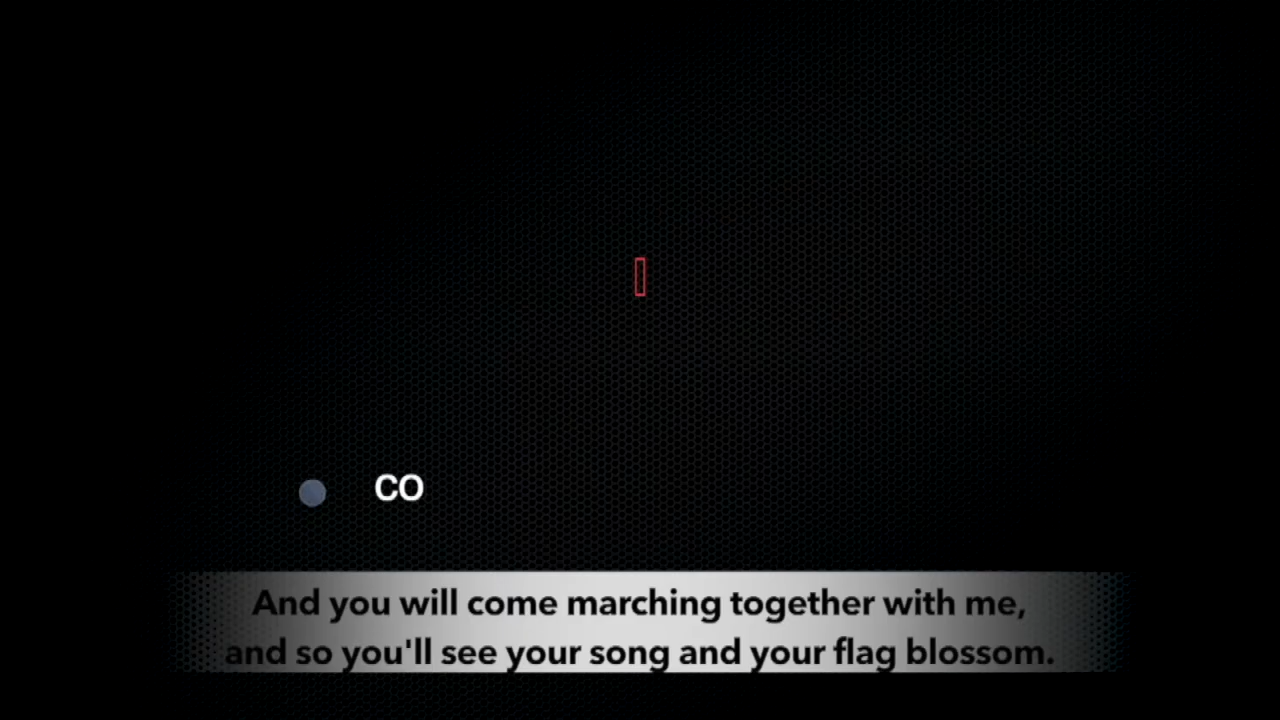 CO
And you will come marching together with me,
and so you'll see your song and your flag blossom.